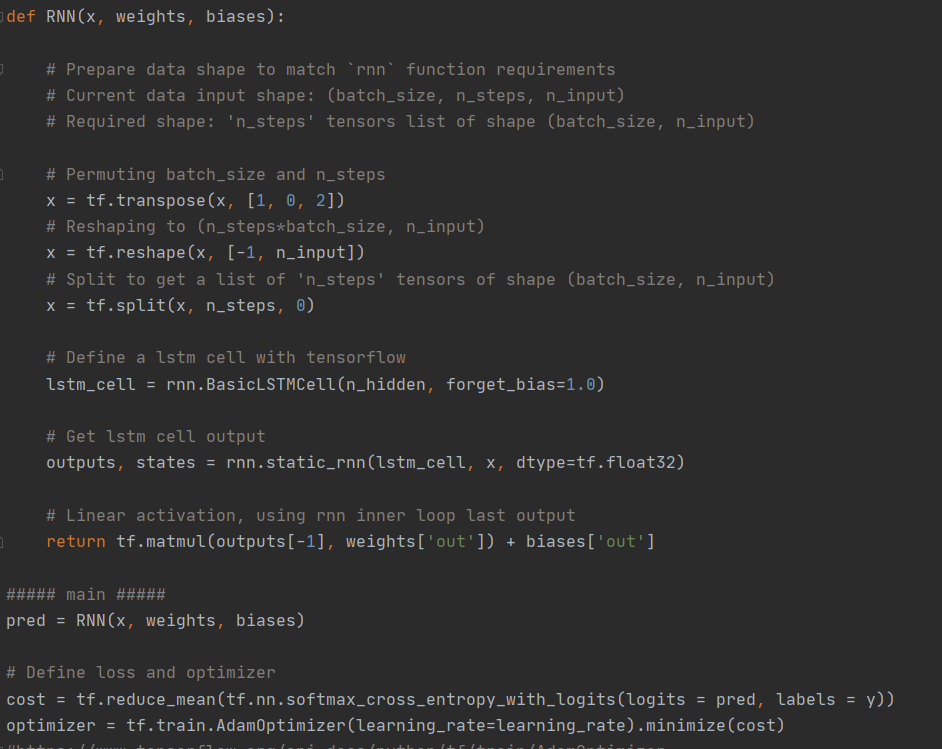 def RNN(x, weights, biases):
# Prepare data shape to match `rnn` function requirements
# Current data input shape: (batch_size, n_steps, n_input)
# Required shape: 'n_steps' tensors list of shape (batch_size, n_input)
# Permuting batch_size and n_steps
x = tf.transpose(x, [1, 0, 2])
# Reshaping to (n_steps*batch_size, n_input)
x = tf.reshape(x, [-1, n_input])
# Split to get a list of 'n_steps' tensors of shape (batch_size, n_input)
x = tf.split(x, n_steps, 0)
# Define a lstm cell with tensorflow
lstm_cell = rnn.BasicLSTMCell(n_hidden, forget_bias=1.0)
# Get lstm cell output
outputs, states = rnn.static_rnn(lstm_cell, x, dtype=tf.float32)
# Linear activation, using rnn inner loop last output
return tf.matmul(outputs[-1], weights['out']) + biases['out']
##### main #####
pred = RNN(x, weights, biases)
# Define loss and optimizer
cost = tf.reduce_mean(tf.nn.softmax_cross_entropy_with_logits(logits = pred, labels = y))
optimizer = tf.train.AdamOptimizer(learning_rate=learning_rate).minimize(cost)